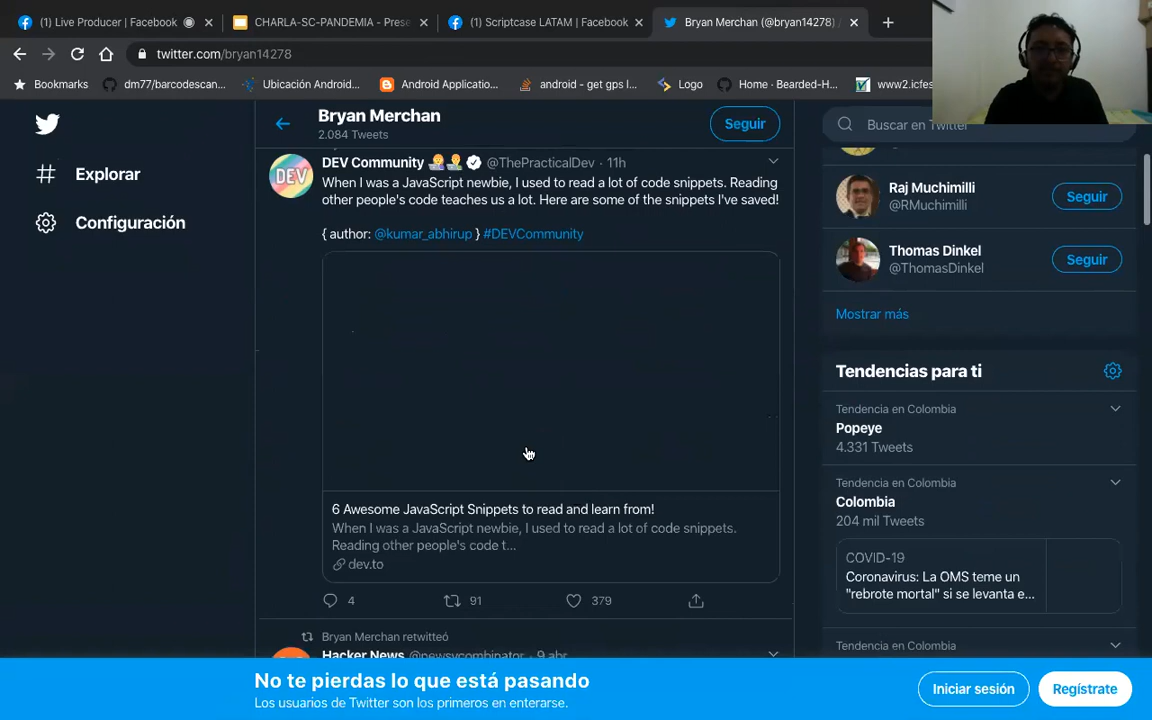 (1) Live Producer | Facebook
CHARLA-SC-PANDEMIA - Prese
(1) Scriptcase LATAM | Facebook
Bryan Merchan (@bryan14278) /
twitter.com/bryan14278
Bookmarks
dm77/barcodescan...
Ubicación Android...
Android Applicatio...
android - get gps l...
Logo
Home · Bearded-H...
www2.icfes
Explorar
Configuración
Bryan Merchan
2.084 Tweets
Seguir
DEV Community @ThePracticalDev · 11h
When I was a JavaScript newbie, I used to read a lot of code snippets. Reading
other people's code teaches us a lot. Here are some of the snippets I've saved!
{ author: @kumar_abhirup } #DEVCommunity
6 Awesome JavaScript Snippets to read and learn from!
When I was a JavaScript newbie, I used to read a lot of code snippets.
Reading other people's code t...
dev.to
4 91 379
Bryan Merchan retwitteó
Hacker News @newsycombinator · 9 abr.
Buscar en Twitter
Raj Muchimilli
@RMuchimilli
Seguir
Thomas Dinkel
@ThomasDinkel
Seguir
Mostrar más
Tendencias para ti
Tendencia en Colombia
Popeye
4.331 Tweets
Tendencia en Colombia
Colombia
204 mil Tweets
COVID-19
Coronavirus: La OMS teme un
"rebrote mortal" si se levanta e...
Tendencia en Colombia
No te pierdas lo que está pasando
Los usuarios de Twitter son los primeros en enterarse.
Iniciar sesión
Regístrate
DEV